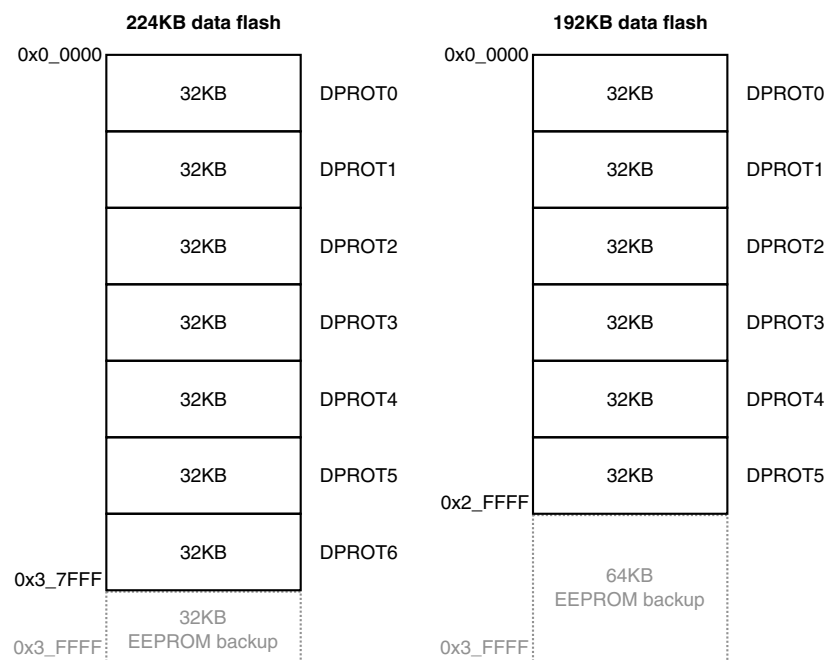 224KB data flash
0x0_0000
32KB DPROT0
32KB DPROT1
32KB DPROT2
32KB DPROT3
32KB DPROT4
32KB DPROT5
32KB DPROT6
0x3_7FFF
32KB
EEPROM backup
0x3_FFFF
192KB data flash
0x0_0000
32KB DPROT0
32KB DPROT1
32KB DPROT2
32KB DPROT3
32KB DPROT4
32KB DPROT5
0x2_FFFF
64KB
EEPROM backup
0x3_FFFF